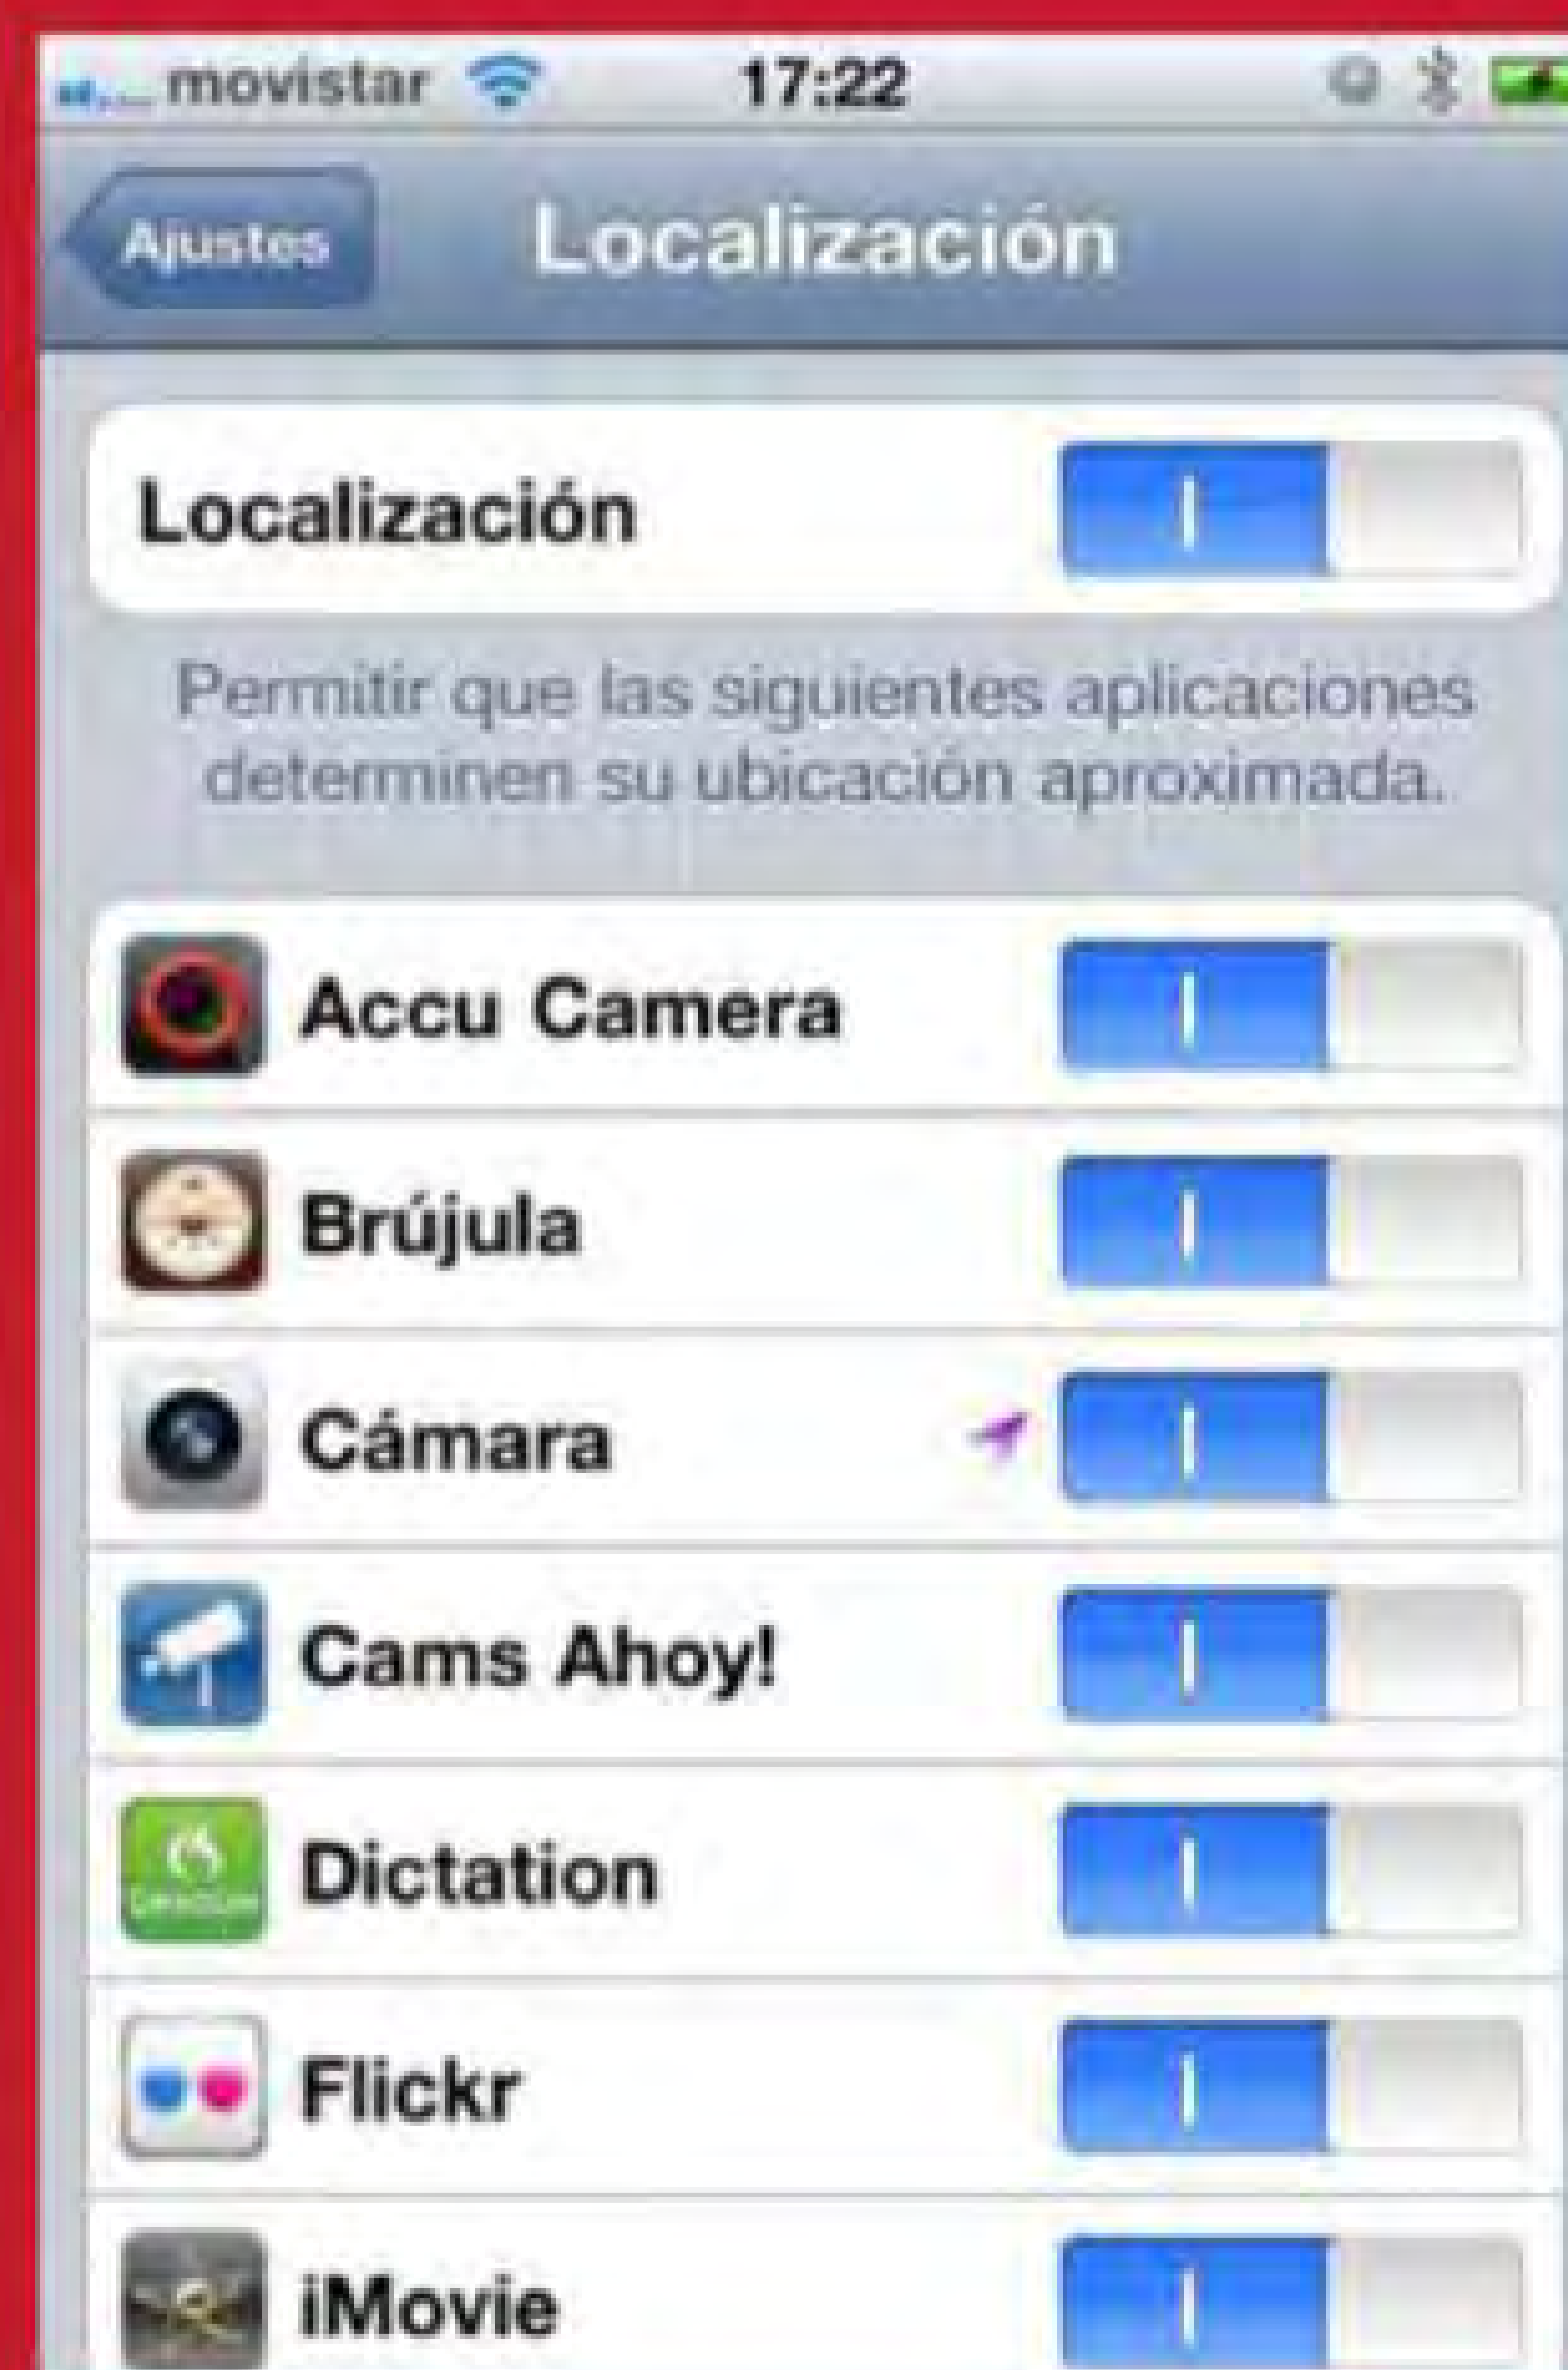 movistar 17:22
Ajustes Localización
Localización
Permitir que las siguientes aplicaciones
determinen su ubicación aproximada.
Accu Camera
Brújula
Cámara
Cams Ahoy!
Dictation
Flickr
iMovie